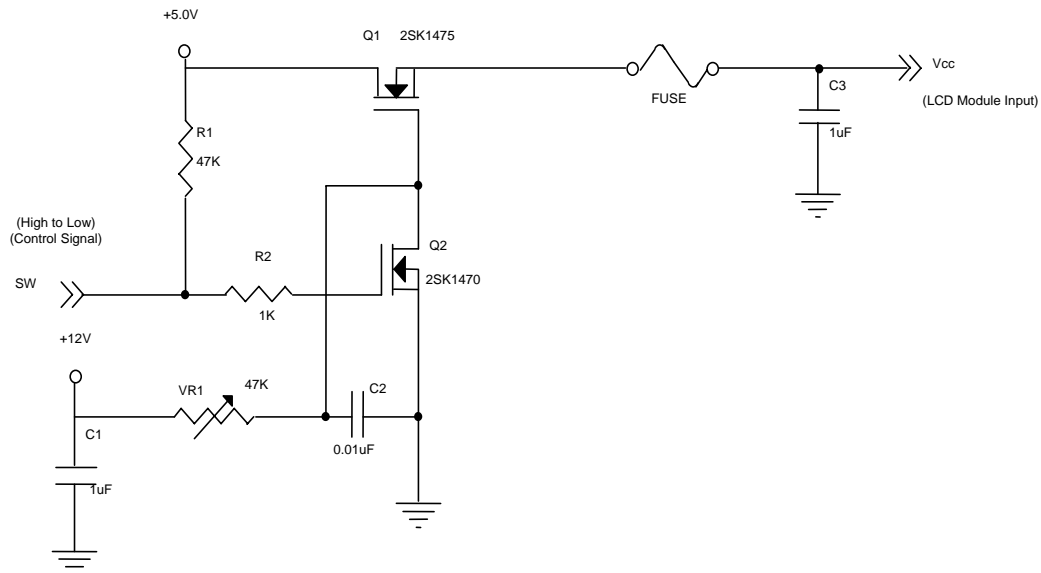 +5.0V
Q1 2SK1475
Vcc
FUSE
C3
(LCD Module Input)
R1
1uF
47K
(High to Low)
(Control Signal)
Q2
R2
SW
2SK1470
1K
+12V
VR1
47K
C2
C1
0.01uF
1uF